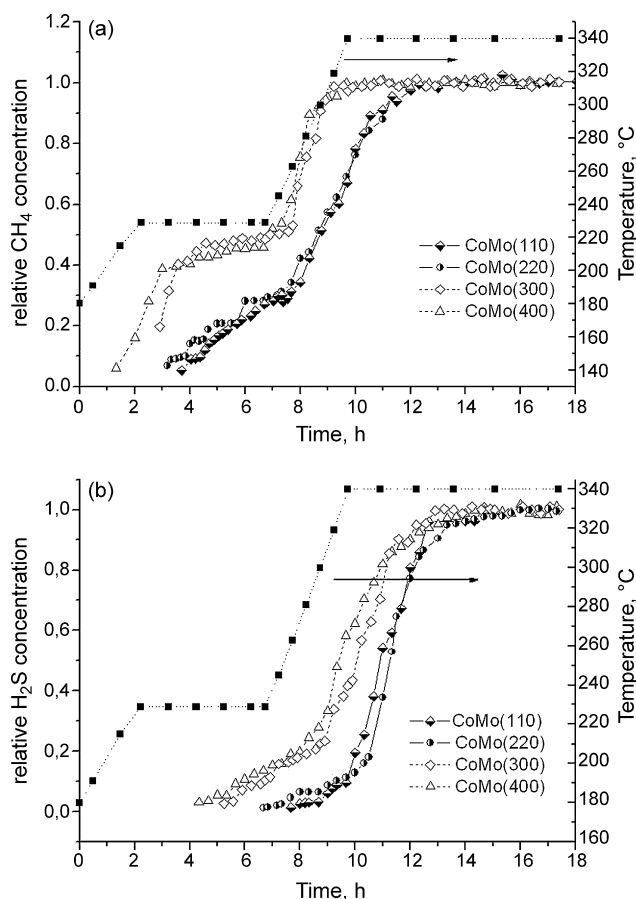 (a)
relative CH4 concentration
1.2
1.0
0.8
0.6
0.4
0.2
0.0
0 2 4 6 8 10 12 14 16 18
Time, h
340
320
300
280
260
240
220
200
180
160
140
Temperature, °C
CoMo(110)
CoMo(220)
CoMo(300)
CoMo(400)
(b)
relative H2S concentration
1,0
0,8
0,6
0,4
0,2
0,0
0 2 4 6 8 10 12 14 16 18
Time, h
340
320
300
280
260
240
220
200
180
160
Temperature, °C
CoMo(110)
CoMo(220)
CoMo(300)
CoMo(400)